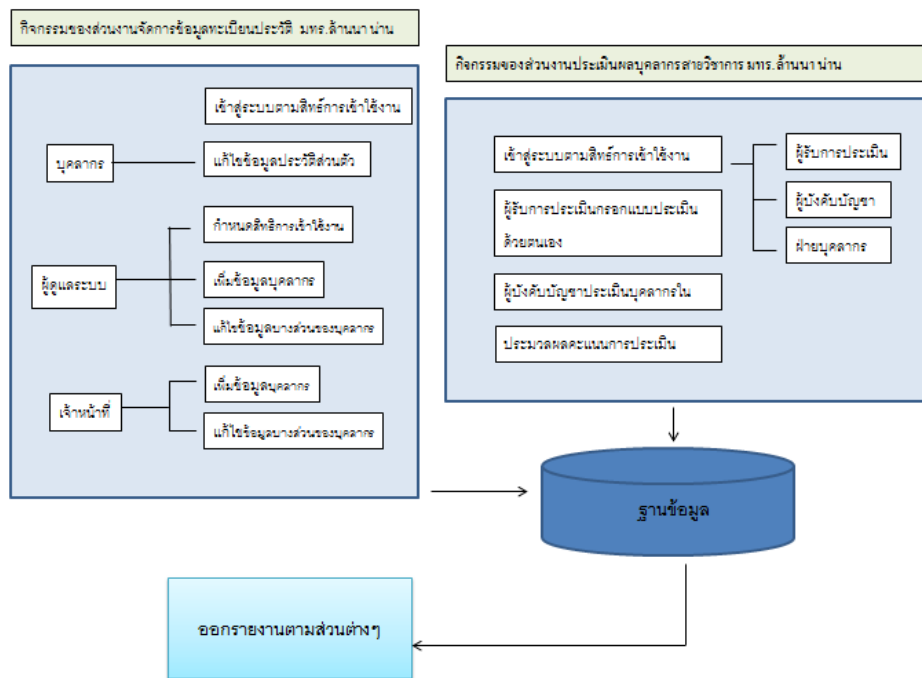 กิจกรรมของส่วนงานจัดการข้อมูลทะเบียนประวัติ มทร.ล้านนา น่าน
เข้าสู่ระบบตามสิทธ์การเข้าใช้งาน
บุคลากร
แก้ไขข้อมูลประวัติส่วนตัว
กำหนดสิทธิการเข้าใช้งาน
ผู้ดูแลระบบ
เพิ่มข้อมูลบุคลากร
แก้ไขข้อมูลบางส่วนของบุคลากร
เจ้าหน้าที่
เพิ่มข้อมูลบุคลากร
แก้ไขข้อมูลบางส่วนของบุคลากร
กิจกรรมของส่วนงานประเมินผลบุคลากรสายวิชาการ มทร.ล้านนา น่าน
เข้าสู่ระบบตามสิทธ์การเข้าใช้งาน
ผู้รับการประเมิน
ผู้บังคับบัญชา
ฝ่ายบุคลากร
ผู้รับการประเมินกรอกแบบประเมิน
ด้วยตนเอง
ผู้บังคับบัญชาประเมินบุคลากรใน
ประมวลผลคะแนนการประเมิน
ฐานข้อมูล
ออกรายงานตามส่วนต่างๆ